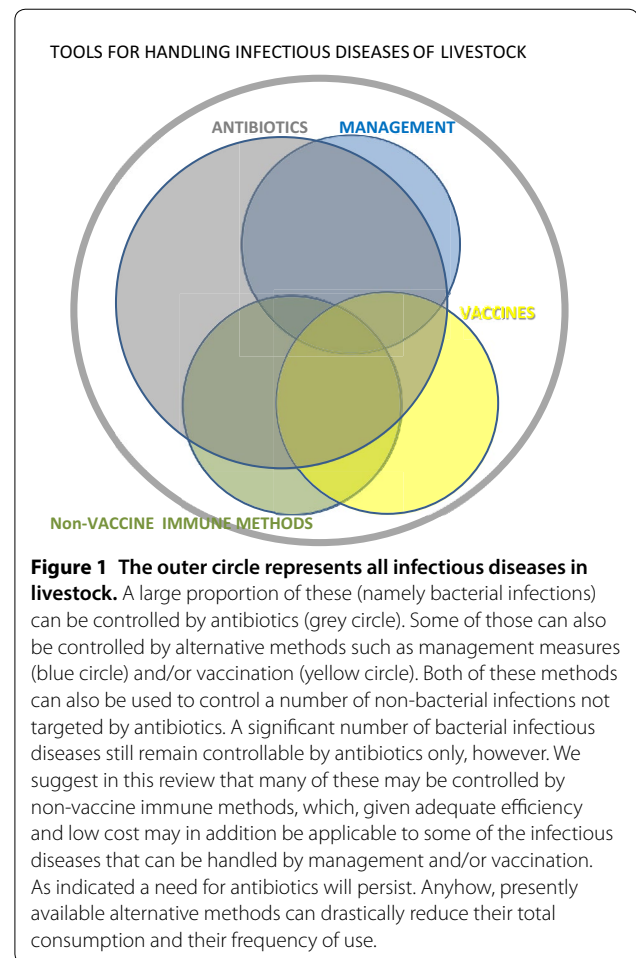 TOOLS FOR HANDLING INFECTIOUS DISEASES OF LIVESTOCK
ANTIBIOTICS MANAGEMENT
VACCINES
Non-VACCINE IMMUNE METHODS
Figure 1 The outer circle represents all infectious diseases in
livestock. A large proportion of these (namely bacterial infections)
can be controlled by antibiotics (grey circle). Some of those can also
be controlled by alternative methods such as management measures
(blue circle) and/or vaccination (yellow circle). Both of these methods
can also be used to control a number of non-bacterial infections not
targeted by antibiotics. A significant number of bacterial infectious
diseases still remain controllable by antibiotics only, however. We
suggest in this review that many of these may be controlled by
non-vaccine immune methods, which, given adequate efficiency
and low cost may in addition be applicable to some of the infectious
diseases that can be handled by management and/or vaccination.
As indicated a need for antibiotics will persist. Anyhow, presently
available alternative methods can drastically reduce their total
consumption and their frequency of use.